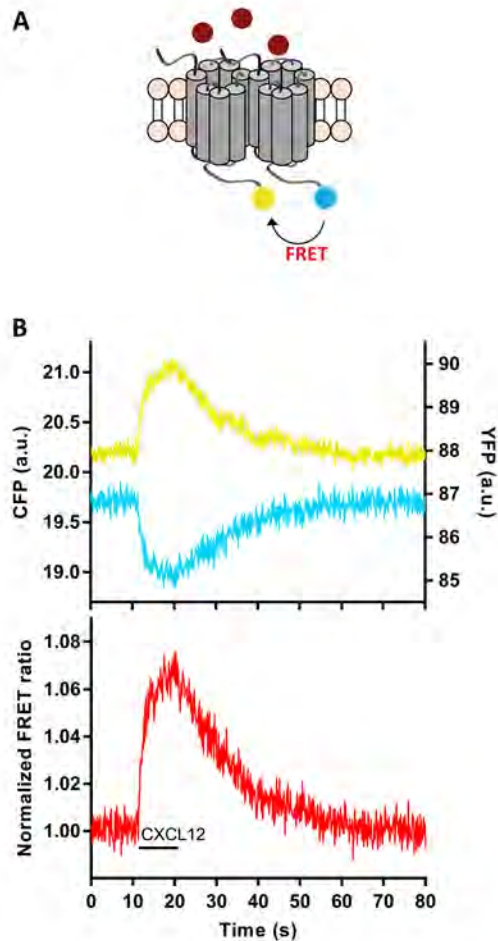 A
FRET
B
21.0
20.5
20.0
19.5
19.0
CFP (a.u.)
90
89
88
87
86
85
YFP (a.u.)
1.08
1.06
1.04
1.02
1.00
Normalized FRET ratio
CXCL12
0 10 20 30 40 50 60 70 80
Time (s)